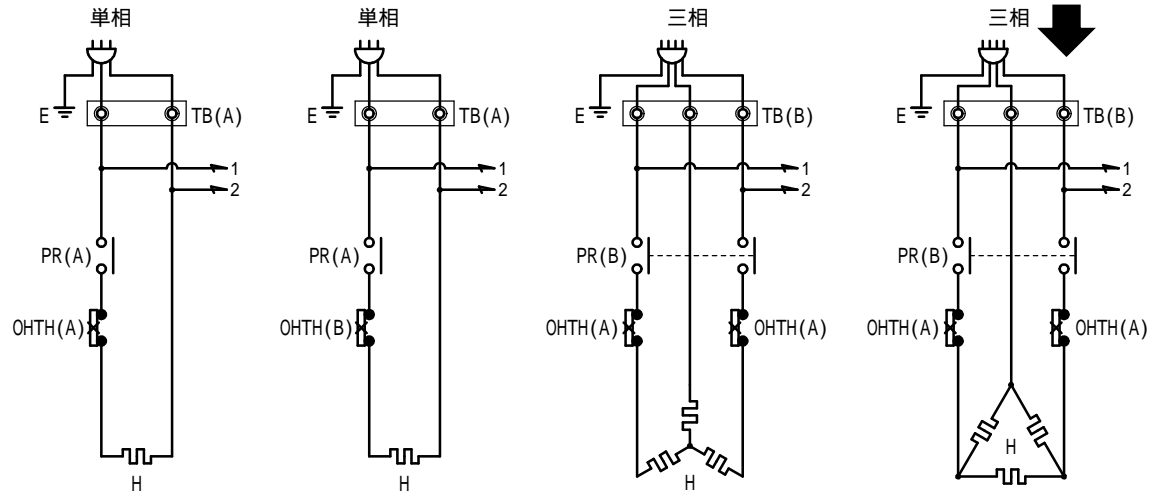 単相
単相
三相
三相
E
TB(A)
E
TB(A)
E
TB(B)
E
TB(B)
1
1
1
1
2
2
2
2
PR(A)
PR(A)
PR(B)
PR(B)
OHTH(A)
OHTH(B)
OHTH(A)
OHTH(A)
OHTH(A)
OHTH(A)
H
H
H
H